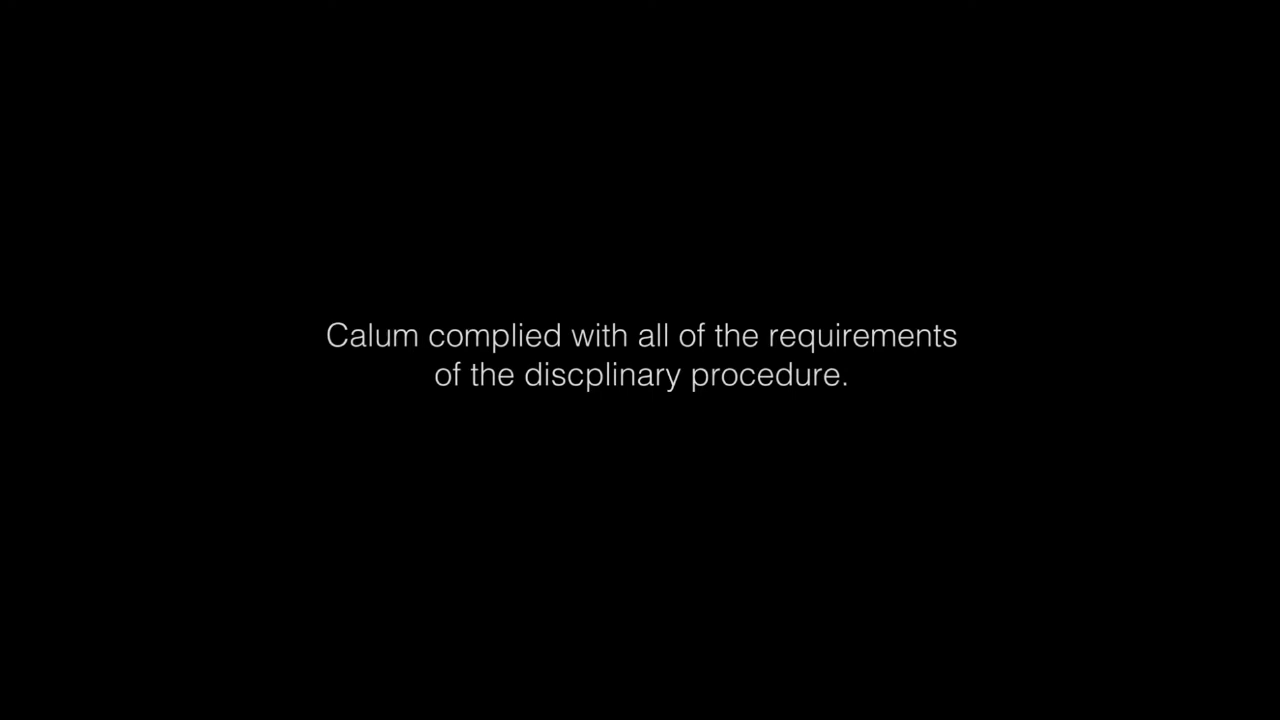 Calum complied with all of the requirements
of the discplinary procedure.